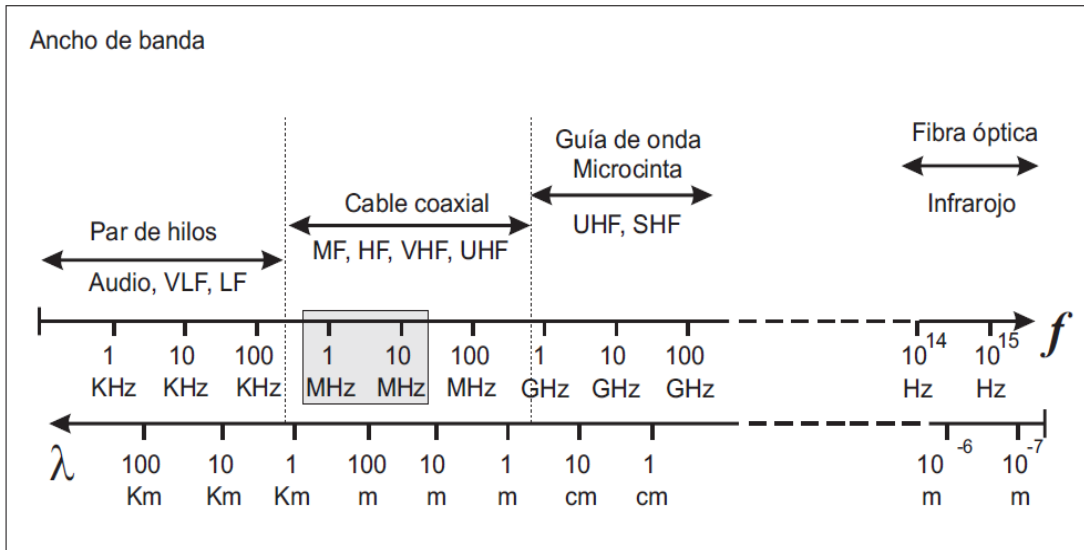 Ancho de banda
Guía de onda
Microcinta
UHF, SHF
Fibra óptica
Infrarojo
Cable coaxial
MF, HF, VHF, UHF
Par de hilos
Audio, VLF, LF
1 10 100 1 10 100 1 10 100 10^14 10^15 f
KHz KHz KHz MHz MHz MHz GHz GHz GHz Hz Hz
λ 100 10 1 100 10 1 10 1 10^-6 10^-7
Km Km Km m m m cm cm m m